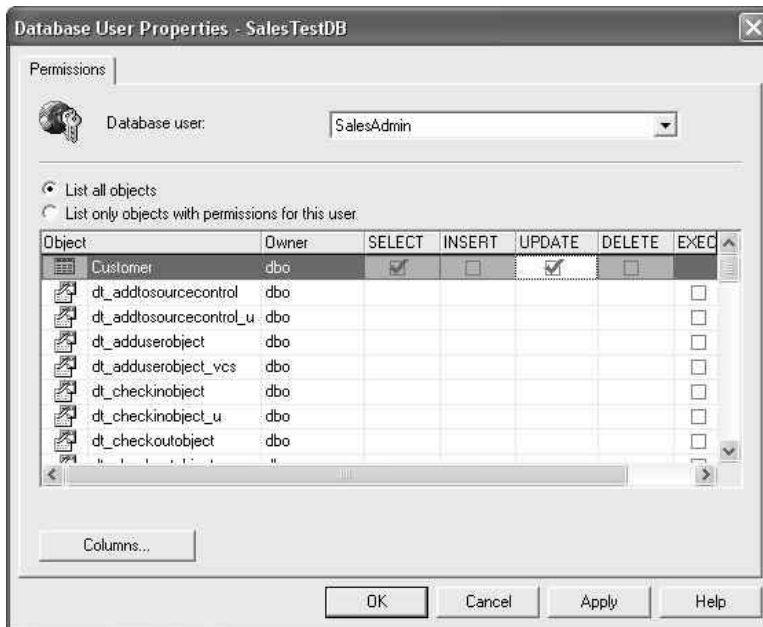 Database User Properties - SalesTestDB
Permissions
Database user: SalesAdmin
List all objects
List only objects with permissions for this user
Object Owner SELECT INSERT UPDATE DELETE EXEC
Customer dbo
dt_addtosourcecontrol dbo
dt_addtosourcecontrol_u dbo
dt_adduserobject dbo
dt_adduserobject_vcs dbo
dt_checkinobject dbo
dt_checkinobject_u dbo
dt_checkoutobject dbo
Columns...
OK Cancel Apply Help